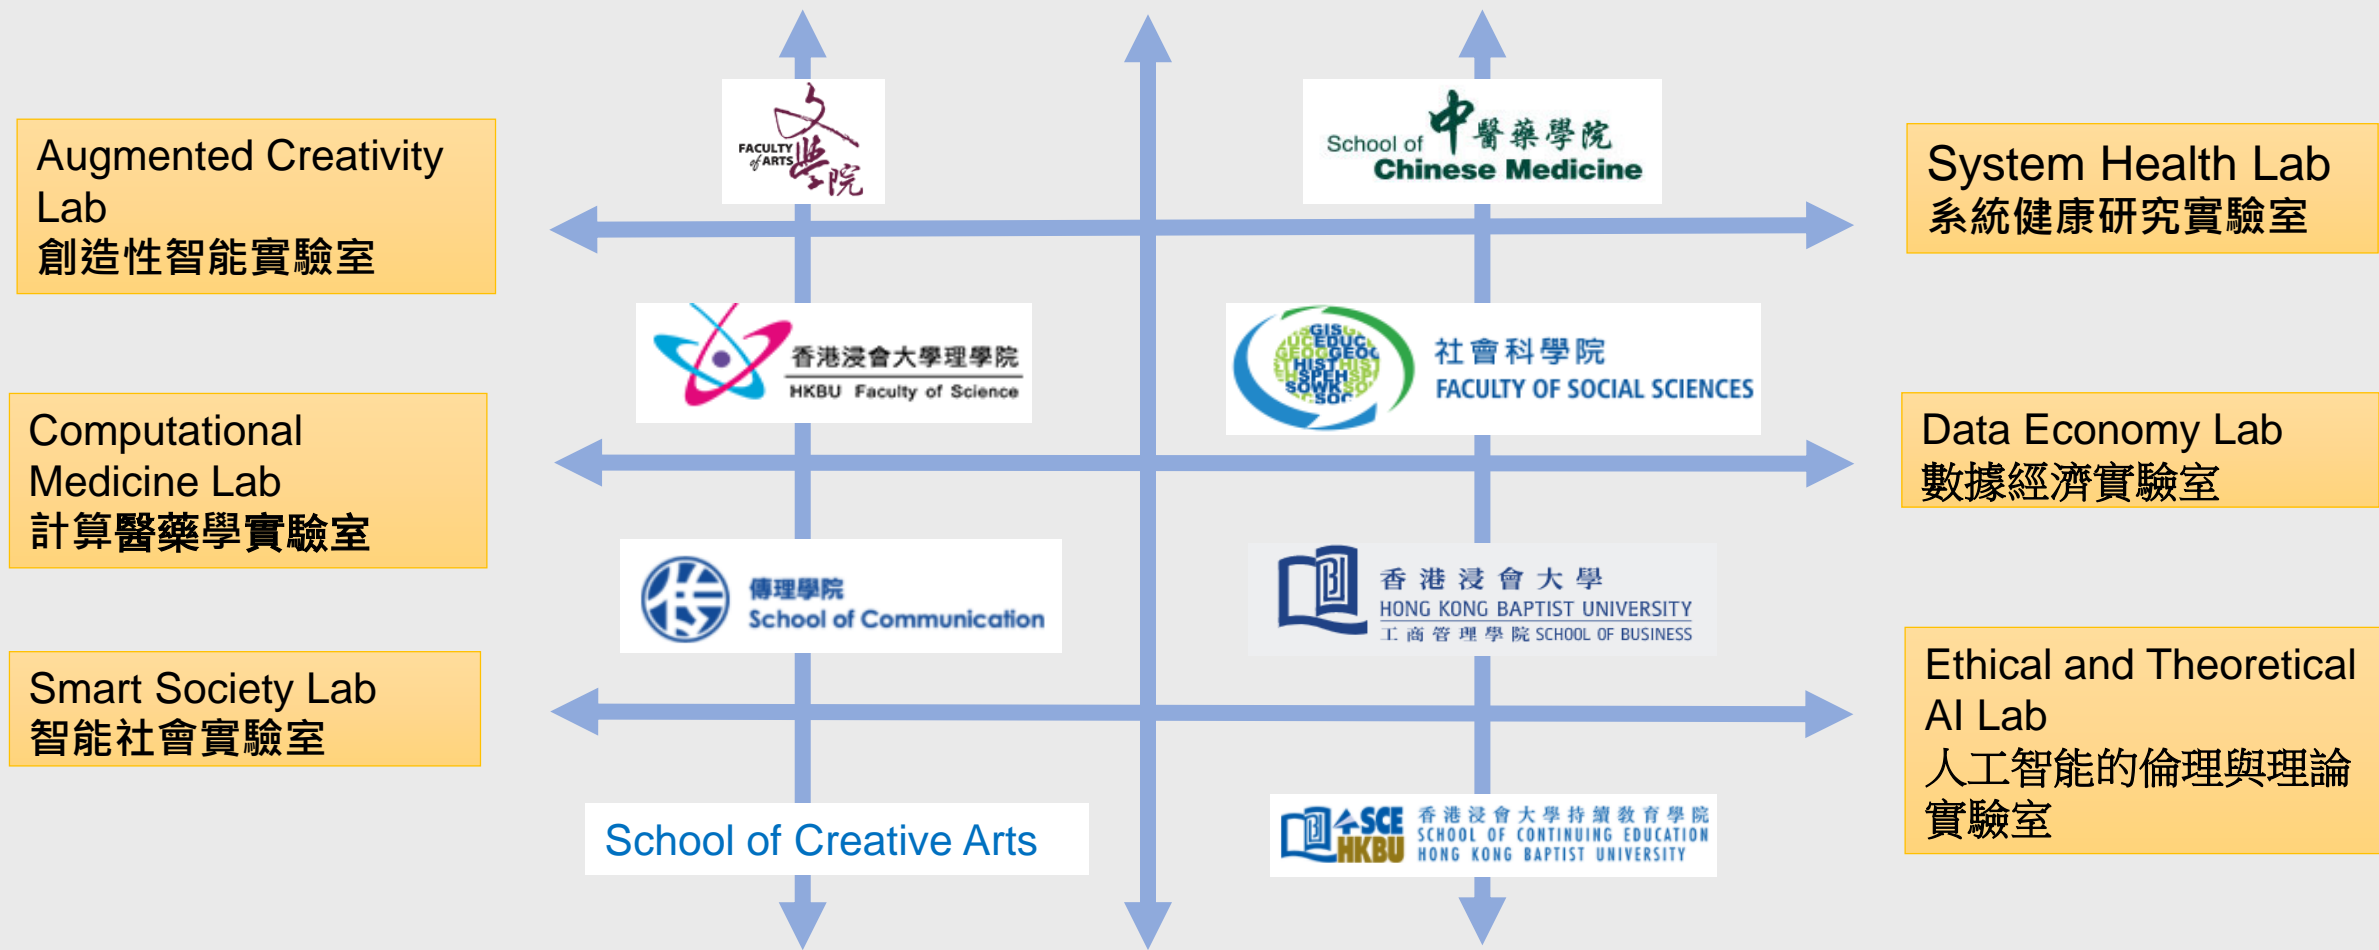 Augmented Creativity
Lab
創造性智能實驗室
Computational
Medicine Lab
計算醫藥學實驗室
Smart Society Lab
智能社會實驗室
文學院
FACULTY
of ARTS
香港浸會大學理學院
HKBU Faculty of Science
傳理學院
School of Communication
School of Creative Arts
School of 中醫藥學院
Chinese Medicine
GIS
EDUC
GEOG
HIST
SPEH
SOWK
SOC
社會科學院
FACULTY OF SOCIAL SCIENCES
香港浸會大學
HONG KONG BAPTIST UNIVERSITY
工商管理學院 SCHOOL OF BUSINESS
SCE
HKBU
香港浸會大學持續教育學院
SCHOOL OF CONTINUING EDUCATION
HONG KONG BAPTIST UNIVERSITY
System Health Lab
系統健康研究實驗室
Data Economy Lab
數據經濟實驗室
Ethical and Theoretical
AI Lab
人工智能的倫理與理論
實驗室